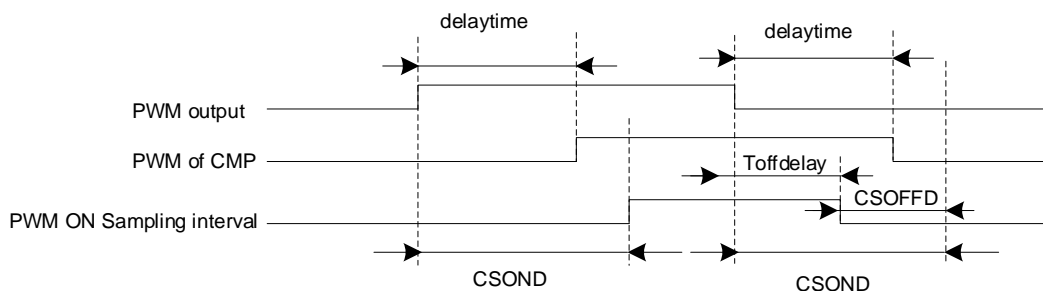 delaytime
delaytime
PWM output
PWM of CMP
Toffdelay
CSOFFD
PWM ON Sampling interval
CSOND
CSOND